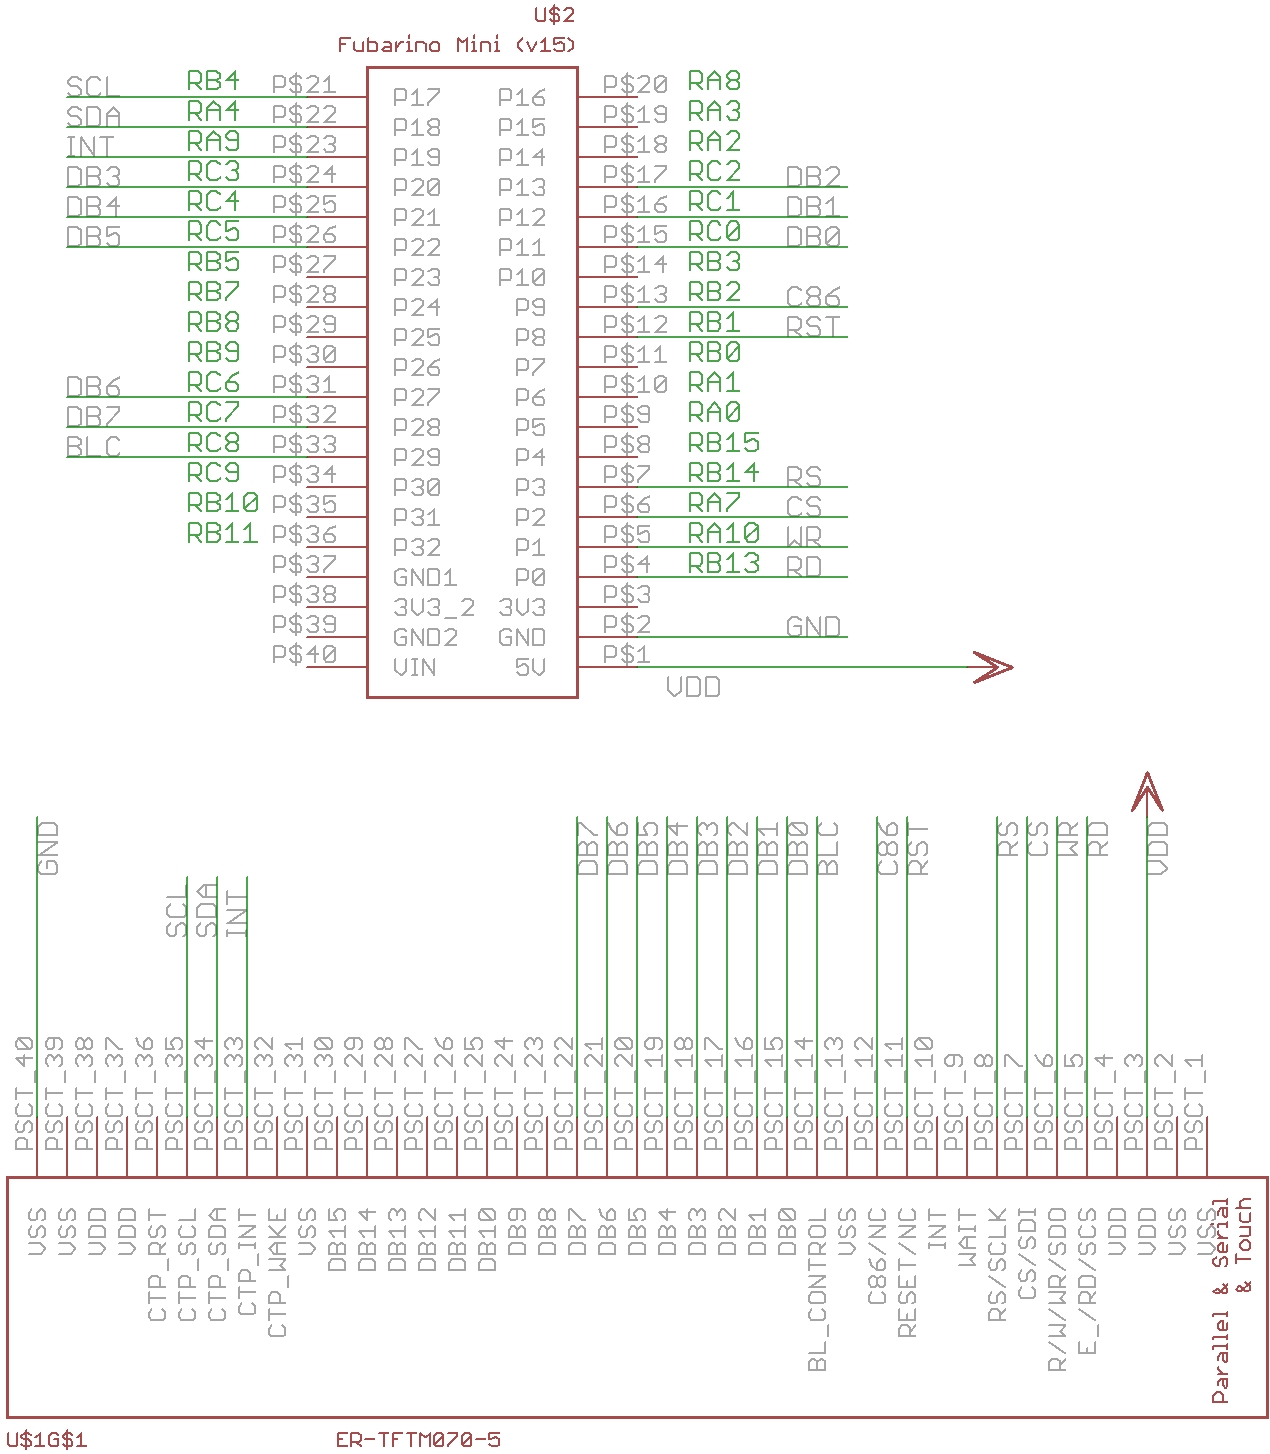 U$2
Fubarino Mini (v15)
SCL RB4 P$21 P17 P16 P$20 RA8
SDA RA4 P$22 P18 P15 P$19 RA3
INT RA9 P$23 P19 P14 P$18 RA2
DB3 RC3 P$24 P20 P13 P$17 RC2 DB2
DB4 RC4 P$25 P21 P12 P$16 RC1 DB1
DB5 RC5 P$26 P22 P11 P$15 RC0 DB0
RB5 P$27 P23 P10 P$14 RB3
RB7 P$28 P24 P9 P$13 RB2 C86
RB8 P$29 P25 P8 P$12 RB1 RST
RB9 P$30 P26 P7 P$11 RB0
DB6 RC6 P$31 P27 P6 P$10 RA1
DB7 RC7 P$32 P28 P5 P$9 RA0
BLC RC8 P$33 P29 P4 P$8 RB15
RC9 P$34 P30 P3 P$7 RB14 RS
RB10 P$35 P31 P2 P$6 RA7 CS
RB11 P$36 P32 P1 P$5 RA10 WR
P$37 GND1 P0 P$4 RB13 RD
P$38 3V3_2 3V3 P$3
P$39 GND2 GND P$2 GND
P$40 VIN 5V P$1
VDD
GND
SCL
SDA
INT
DB7
DB6
DB5
DB4
DB3
DB2
DB1
DB0
BLC
C86
RST
RS
CS
WR
RD
VDD
PSCT_40
PSCT_39
PSCT_38
PSCT_37
PSCT_36
PSCT_35
PSCT_34
PSCT_33
PSCT_32
PSCT_31
PSCT_30
PSCT_29
PSCT_28
PSCT_27
PSCT_26
PSCT_25
PSCT_24
PSCT_23
PSCT_22
PSCT_21
PSCT_20
PSCT_19
PSCT_18
PSCT_17
PSCT_16
PSCT_15
PSCT_14
PSCT_13
PSCT_12
PSCT_11
PSCT_10
PSCT_9
PSCT_8
PSCT_7
PSCT_6
PSCT_5
PSCT_4
PSCT_3
PSCT_2
PSCT_1
VSS
VSS
VDD
VDD
CTP_RST
CTP_SCL
CTP_SDA
CTP_INT
CTP_WAKE
VSS
DB15
DB14
DB13
DB12
DB11
DB10
DB9
DB8
DB7
DB6
DB5
DB4
DB3
DB2
DB1
DB0
BL_CONTROL
VSS
C86/NC
RESET/NC
INT
WAIT
RS/SCLK
CS/SDI
R/W/WR/SDO
E_/RD/SCS
VDD
VDD
VSS
VSS
Parallel & Serial
& Touch
U$1G$1
ER-TFTM070-5